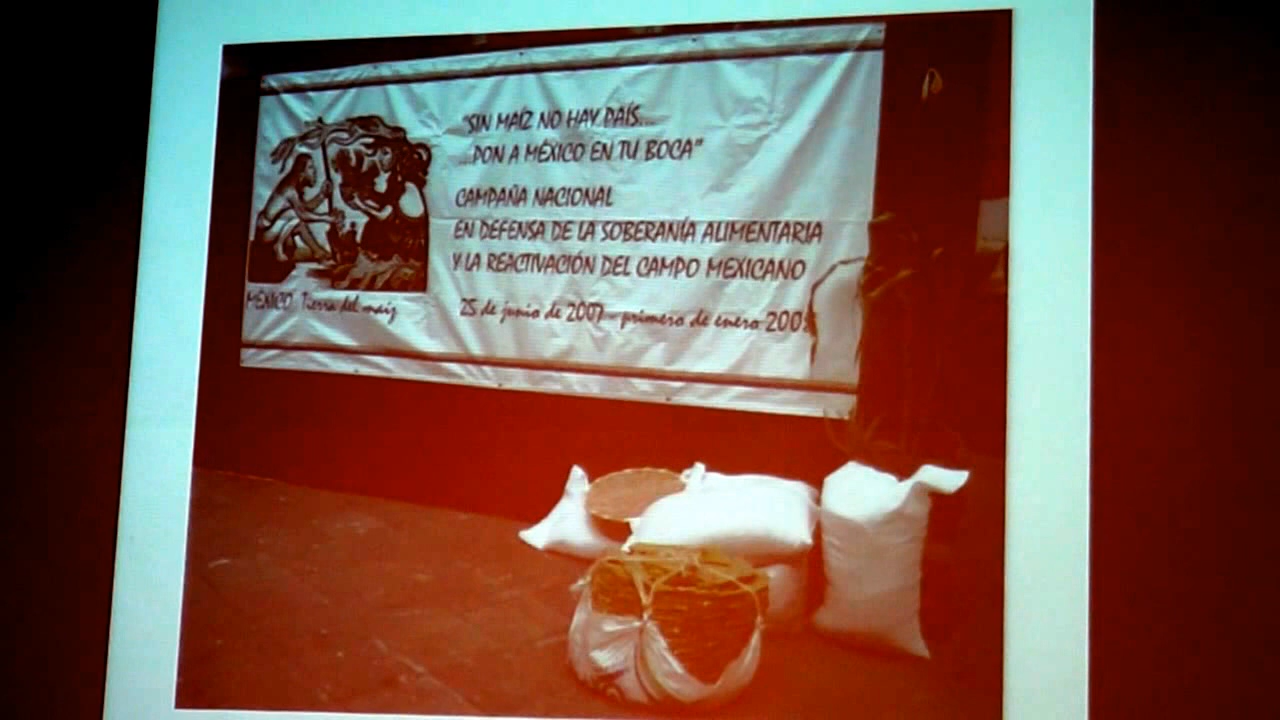 "SIN MAÍZ NO HAY PAÍS...
...PON A MÉXICO EN TU BOCA"
CAMPAÑA NACIONAL
EN DEFENSA DE LA SOBERANÍA ALIMENTARIA
Y LA REACTIVACIÓN DEL CAMPO MEXICANO
MÉXICO: Tierra del maíz
25 de junio de 2007 - primero de enero